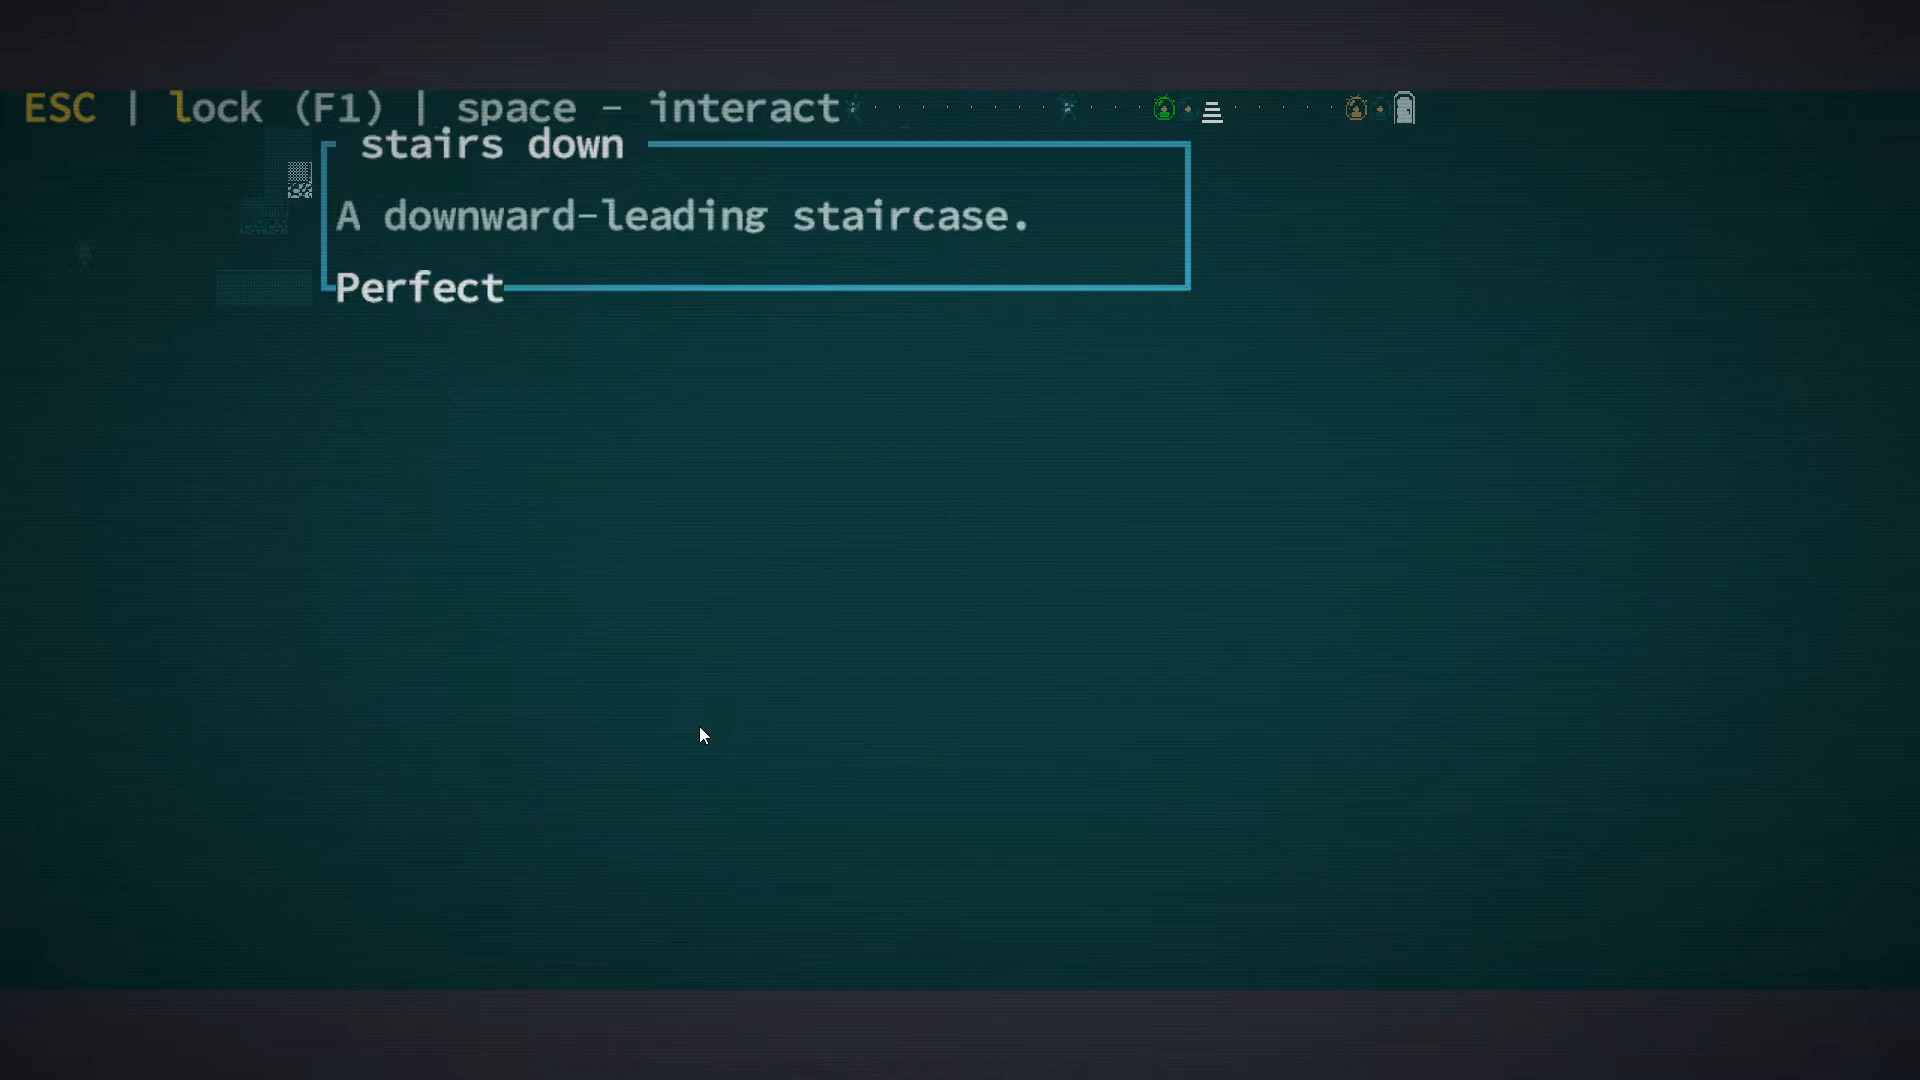 ESC | lock (F1) | space - interact
stairs down
A downward-leading staircase.
Perfect